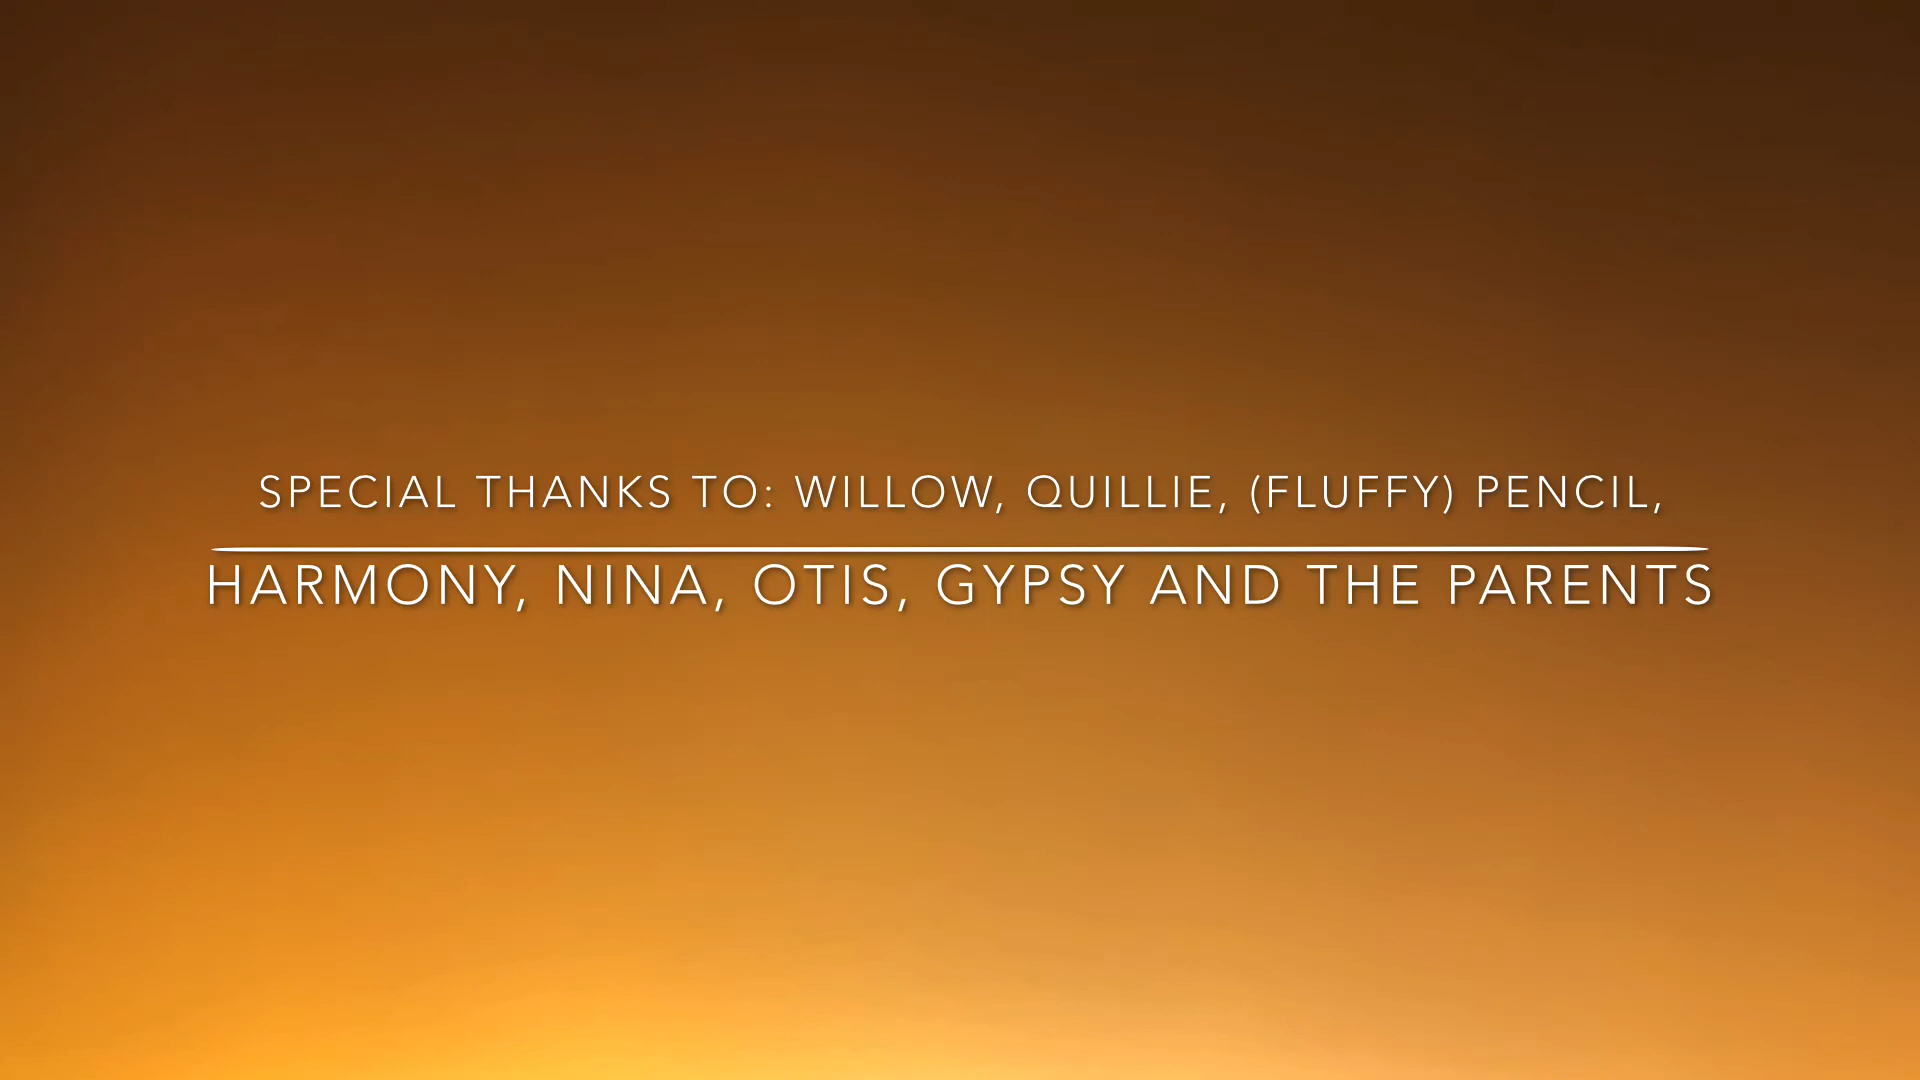 SPECIAL THANKS TO: WILLOW, QUILLIE, (FLUFFY) PENCIL,
HARMONY, NINA, OTIS, GYPSY AND THE PARENTS